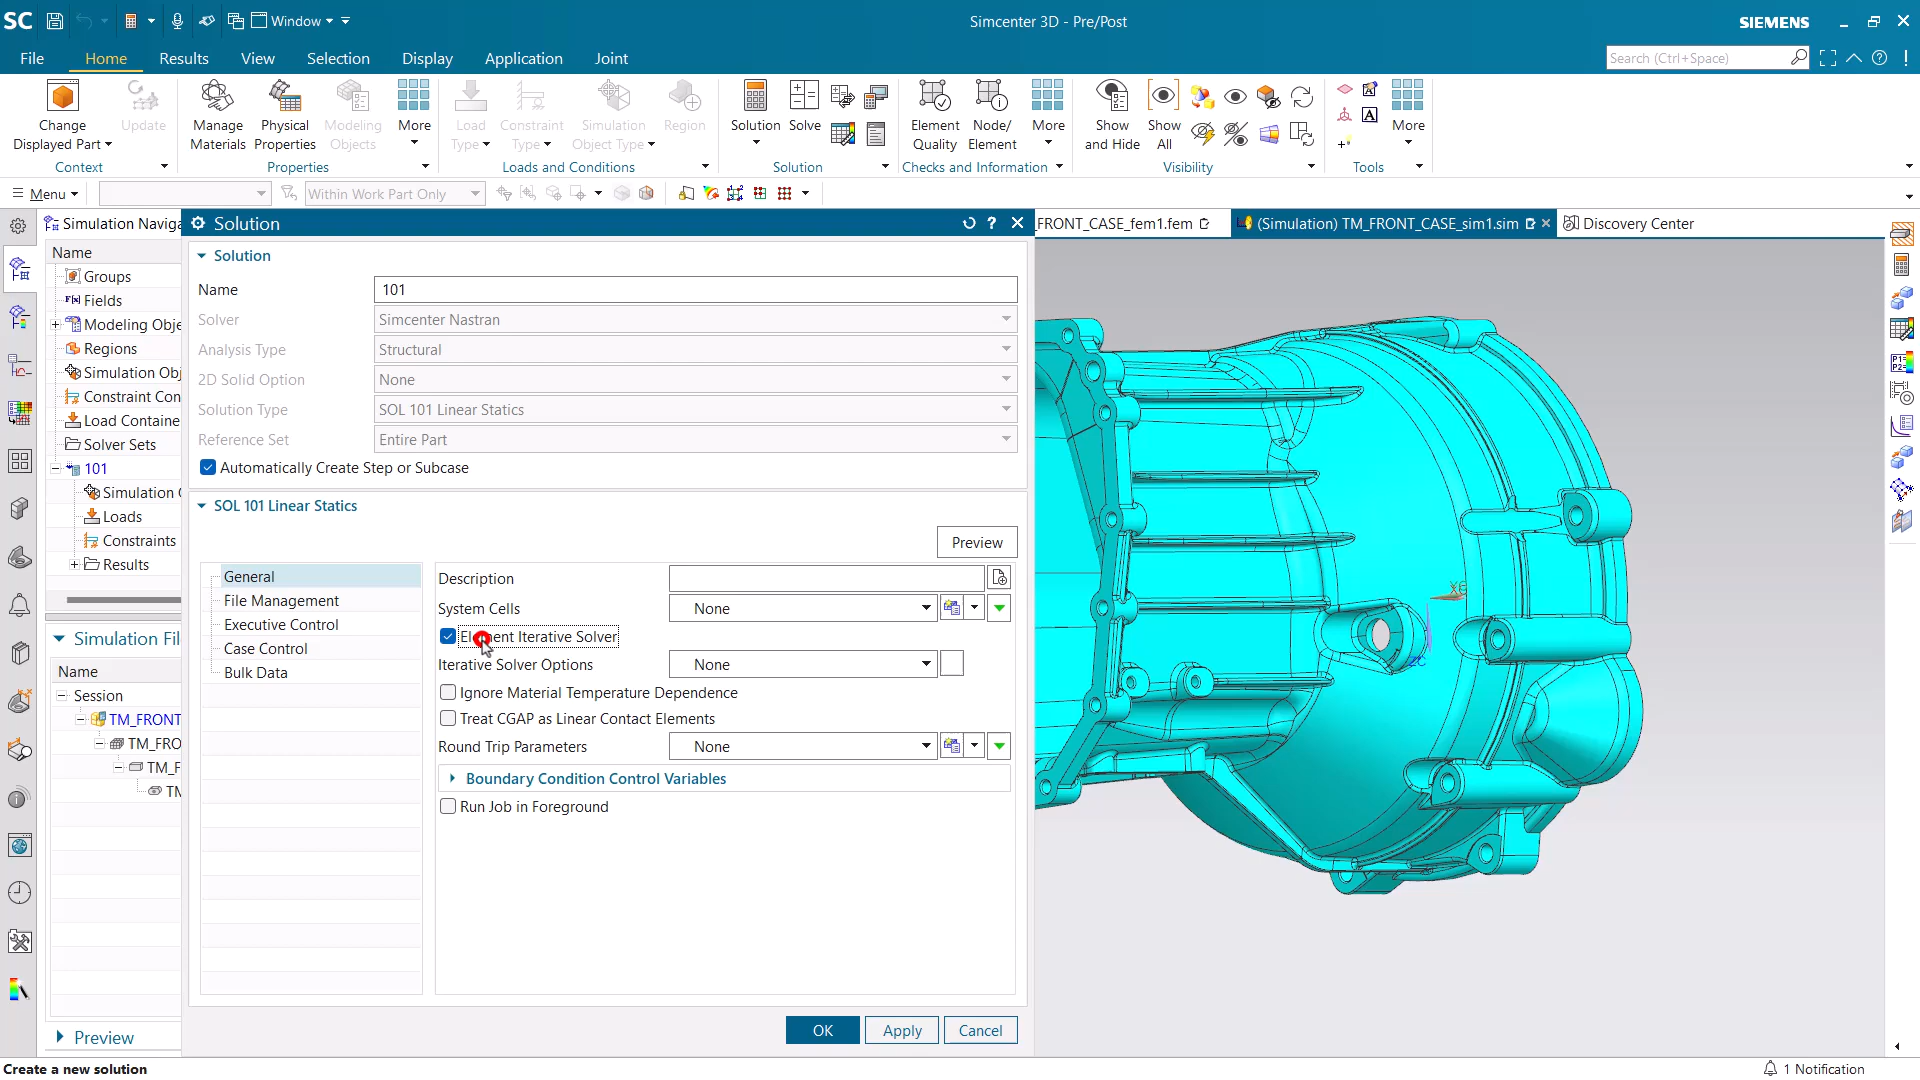 SC Window Simcenter 3D - Pre/Post SIEMENS
File Home Results View Selection Display Application Joint Search (Ctrl+Space)
Change Displayed Part
Update
Manage Materials
Physical Properties
Modeling Objects
More
Load Type
Constraint Type
Simulation Object Type
Region
Solution
Solve
Element Quality
Node/ Element
More
Show and Hide
Show All
More
Context Properties Loads and Conditions Solution Checks and Information Visibility Tools
Menu Within Work Part Only
Simulation Naviga
Name
Groups
Fields
Modeling Obje
Regions
Simulation Obj
Constraint Con
Load Containe
Solver Sets
101
Simulation
Loads
Constraints
Results
Simulation Fil
Name
Session
TM_FRONT
TM_FRO
TM_F
TM
Preview
Solution
Solution
Name 101
Solver Simcenter Nastran
Analysis Type Structural
2D Solid Option None
Solution Type SOL 101 Linear Statics
Reference Set Entire Part
Automatically Create Step or Subcase
SOL 101 Linear Statics
Preview
General
File Management
Executive Control
Case Control
Bulk Data
Description
System Cells None
Element Iterative Solver
Iterative Solver Options None
Ignore Material Temperature Dependence
Treat CGAP as Linear Contact Elements
Round Trip Parameters None
Boundary Condition Control Variables
Run Job in Foreground
OK Apply Cancel
_FRONT_CASE_fem1.fem (Simulation) TM_FRONT_CASE_sim1.sim Discovery Center
Create a new solution 1 Notification